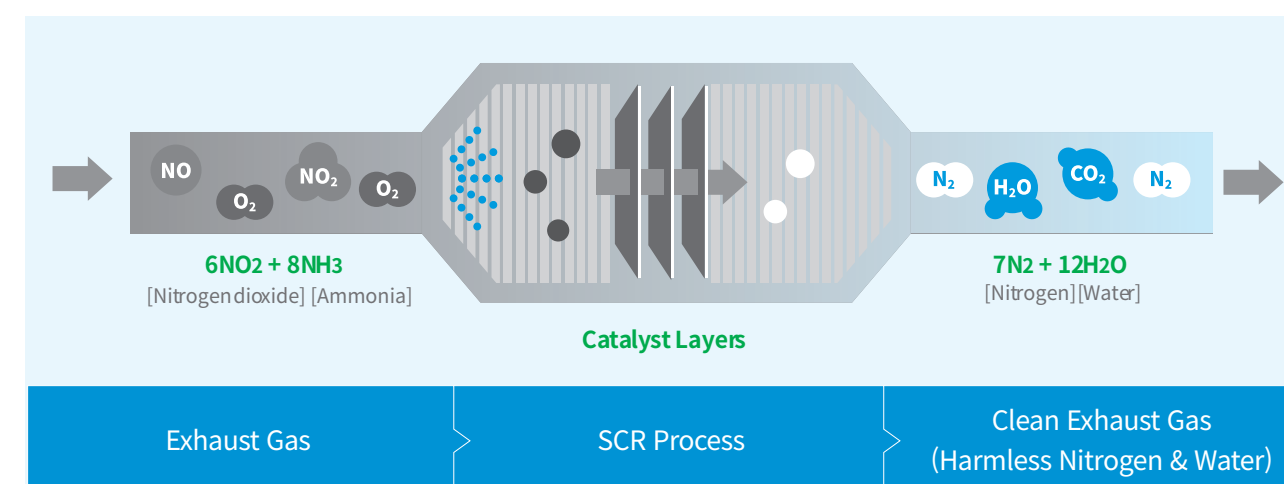 NO
O₂
NO₂
O₂
N₂
H₂O
CO₂
N₂
6NO2 + 8NH3
[Nitrogen dioxide] [Ammonia]
7N2 + 12H2O
[Nitrogen][Water]
Catalyst Layers
Exhaust Gas
SCR Process
Clean Exhaust Gas
(Harmless Nitrogen & Water)